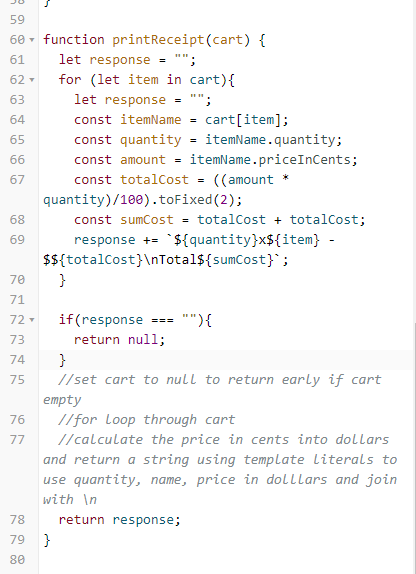 58 }
59
60 function printReceipt(cart) {
61 let response = "";
62 for (let item in cart){
63 let response = "";
64 const itemName = cart[item];
65 const quantity = itemName.quantity;
66 const amount = itemName.priceInCents;
67 const totalCost = ((amount *
quantity)/100).toFixed(2);
68 const sumCost = totalCost + totalCost;
69 response += `${quantity}x${item} -
$${totalCost}\nTotal${sumCost}`;
70 }
71
72 if(response === ""){
73 return null;
74 }
75 //set cart to null to return early if cart
empty
76 //for loop through cart
77 //calculate the price in cents into dollars
and return a string using template literals to
use quantity, name, price in dolllars and join
with \n
78 return response;
79 }
80